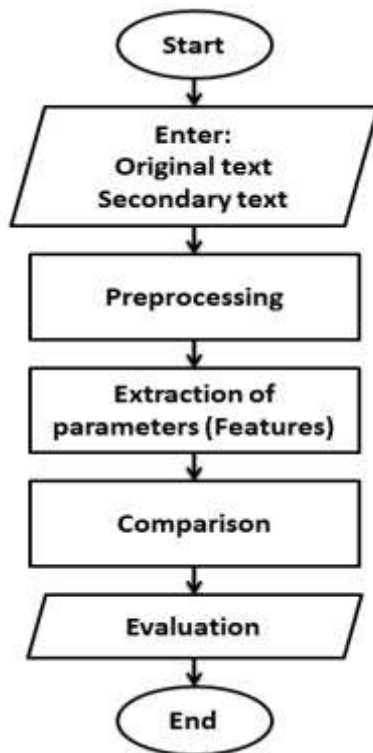 Start
Enter:
Original text
Secondary text
Preprocessing
Extraction of
parameters (Features)
Comparison
Evaluation
End